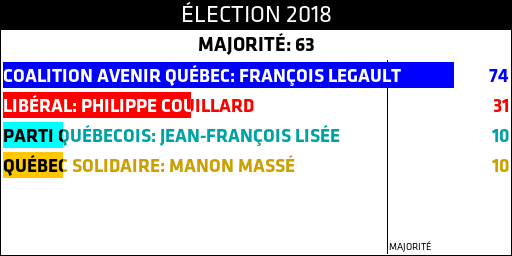 ÉLECTION 2018
MAJORITÉ: 63
COALITION AVENIR QUÉBEC: FRANÇOIS LEGAULT 74
LIBÉRAL: PHILIPPE COUILLARD 31
PARTI QUÉBECOIS: JEAN-FRANÇOIS LISÉE 10
QUÉBEC SOLIDAIRE: MANON MASSÉ 10
MAJORITÉ